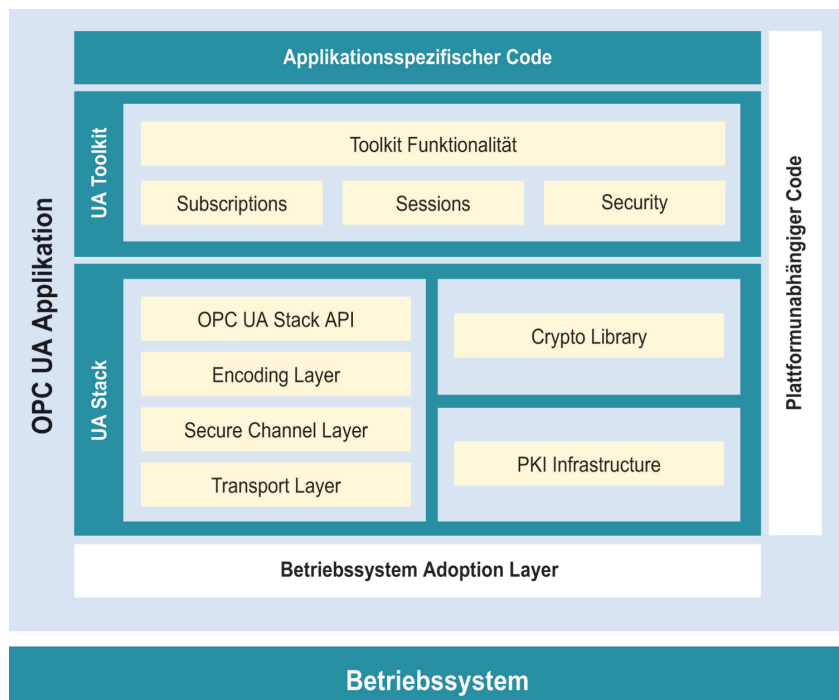 OPC UA Applikation
Applikationsspezifischer Code
UA Toolkit
Toolkit Funktionalität
Subscriptions
Sessions
Security
UA Stack
OPC UA Stack API
Encoding Layer
Secure Channel Layer
Transport Layer
Crypto Library
PKI Infrastructure
Plattformunabhängiger Code
Betriebssystem Adoption Layer
Betriebssystem